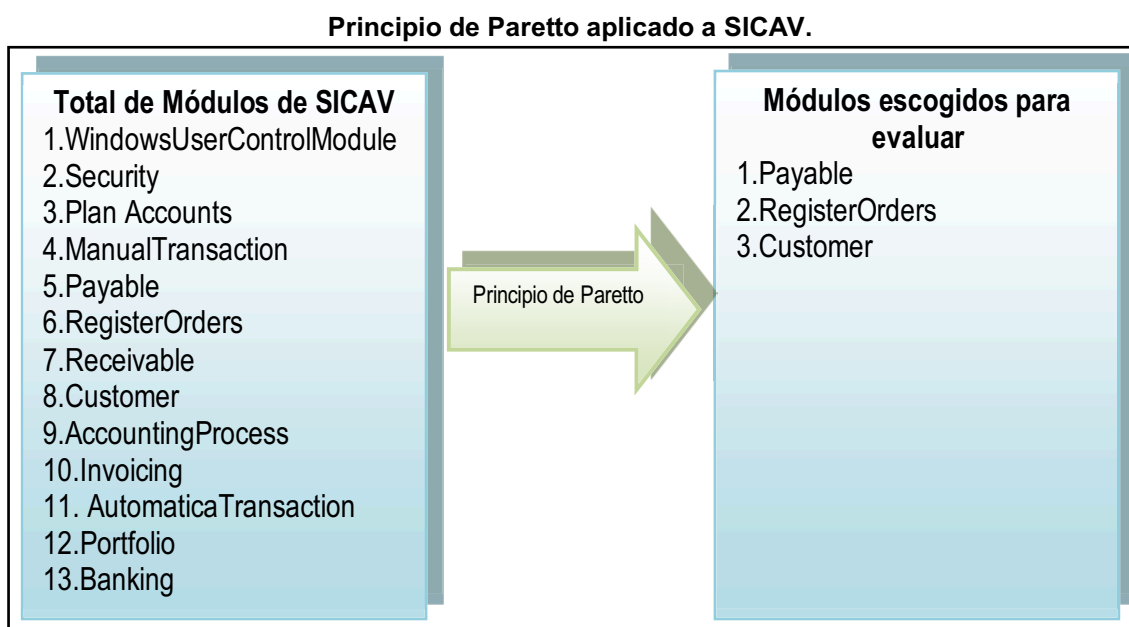 Principio de Paretto aplicado a SICAV.
Total de Módulos de SICAV
1.WindowsUserControlModule
2.Security
3.Plan Accounts
4.ManualTransaction
5.Payable
6.RegisterOrders
7.Receivable
8.Customer
9.AccountingProcess
10.Invoicing
11. AutomaticaTransaction
12.Portfolio
13.Banking
Principio de Paretto
Módulos escogidos para
evaluar
1.Payable
2.RegisterOrders
3.Customer